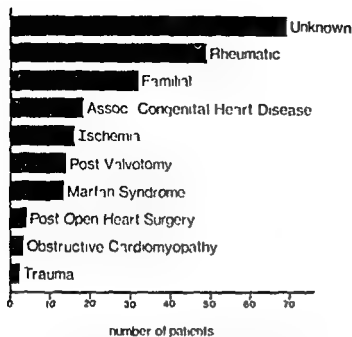 Unknown
Rheumatic
Familial
Assoc Congenital Heart Disease
Ischemia
Post Valvotomy
Marfan Syndrome
Post Open Heart Surgery
Obstructive Cardiomyopathy
Trauma
0 10 20 30 40 50 60 70
number of patients